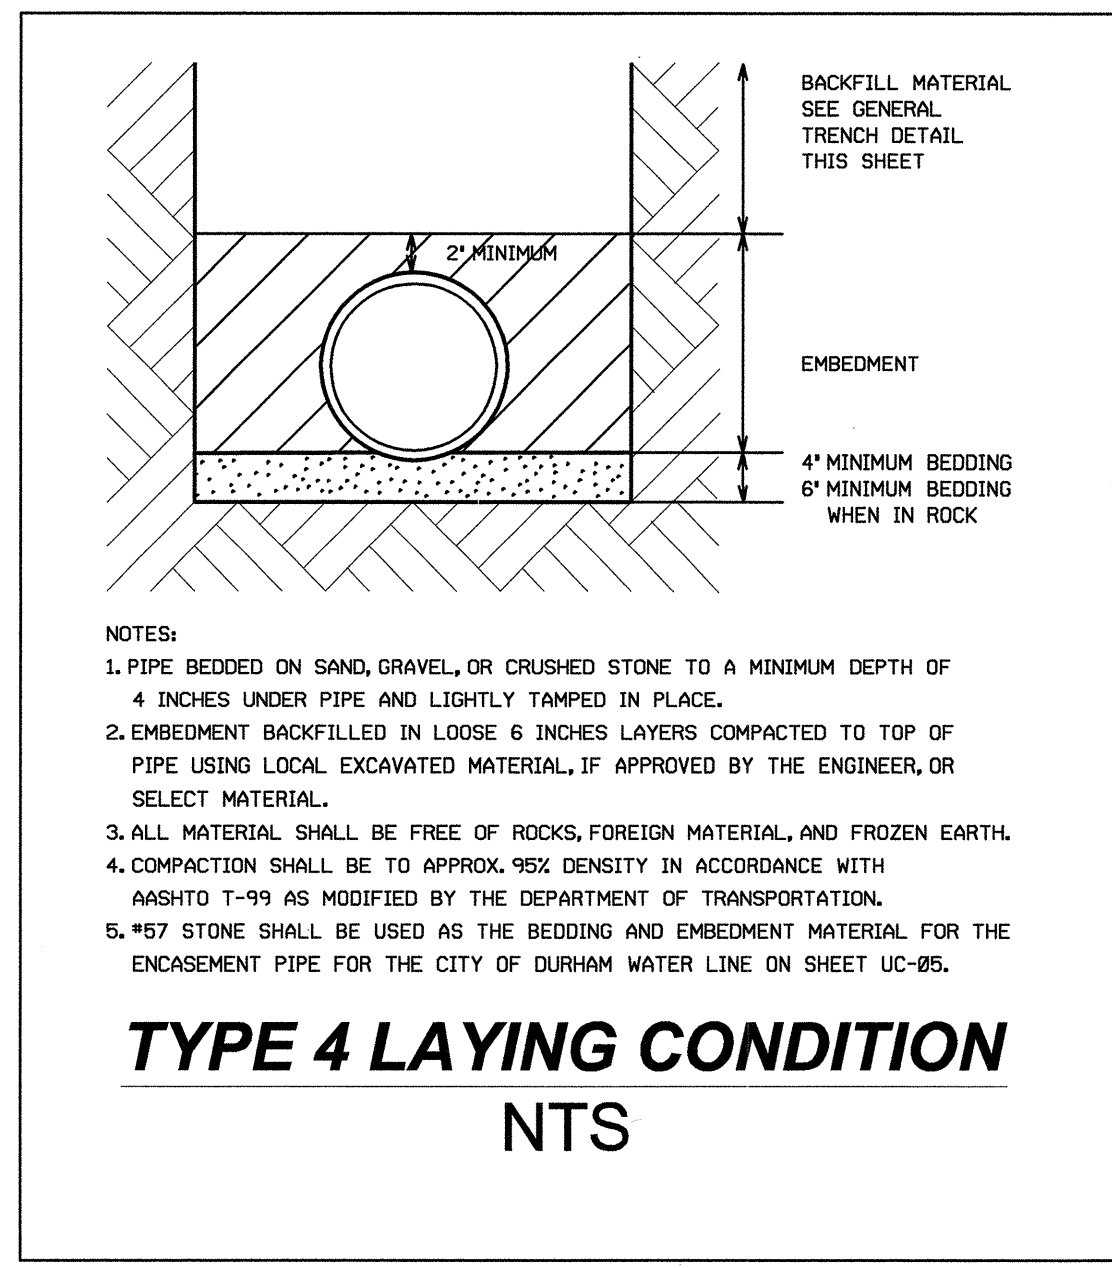 BACKFILL MATERIAL
SEE GENERAL
TRENCH DETAIL
THIS SHEET
2" MINIMUM
EMBEDMENT
4" MINIMUM BEDDING
6" MINIMUM BEDDING
WHEN IN ROCK
NOTES:
1. PIPE BEDDED ON SAND, GRAVEL, OR CRUSHED STONE TO A MINIMUM DEPTH OF
4 INCHES UNDER PIPE AND LIGHTLY TAMPED IN PLACE.
2. EMBEDMENT BACKFILLED IN LOOSE 6 INCHES LAYERS COMPACTED TO TOP OF
PIPE USING LOCAL EXCAVATED MATERIAL, IF APPROVED BY THE ENGINEER, OR
SELECT MATERIAL.
3. ALL MATERIAL SHALL BE FREE OF ROCKS, FOREIGN MATERIAL, AND FROZEN EARTH.
4. COMPACTION SHALL BE TO APPROX. 95% DENSITY IN ACCORDANCE WITH
AASHTO T-99 AS MODIFIED BY THE DEPARTMENT OF TRANSPORTATION.
5. #57 STONE SHALL BE USED AS THE BEDDING AND EMBEDMENT MATERIAL FOR THE
ENCASEMENT PIPE FOR THE CITY OF DURHAM WATER LINE ON SHEET UC-05.
TYPE 4 LAYING CONDITION
NTS